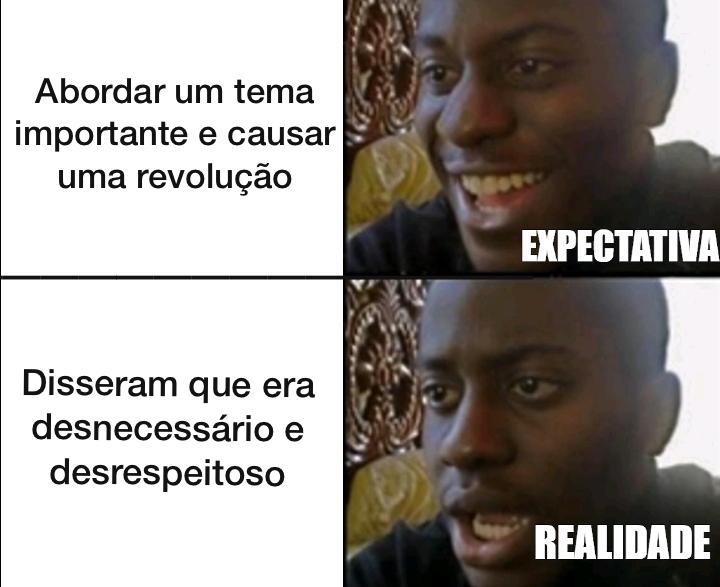 Abordar um tema
importante e causar
uma revolução
EXPECTATIVA
Disseram que era
desnecessário e
desrespeitoso
REALIDADE